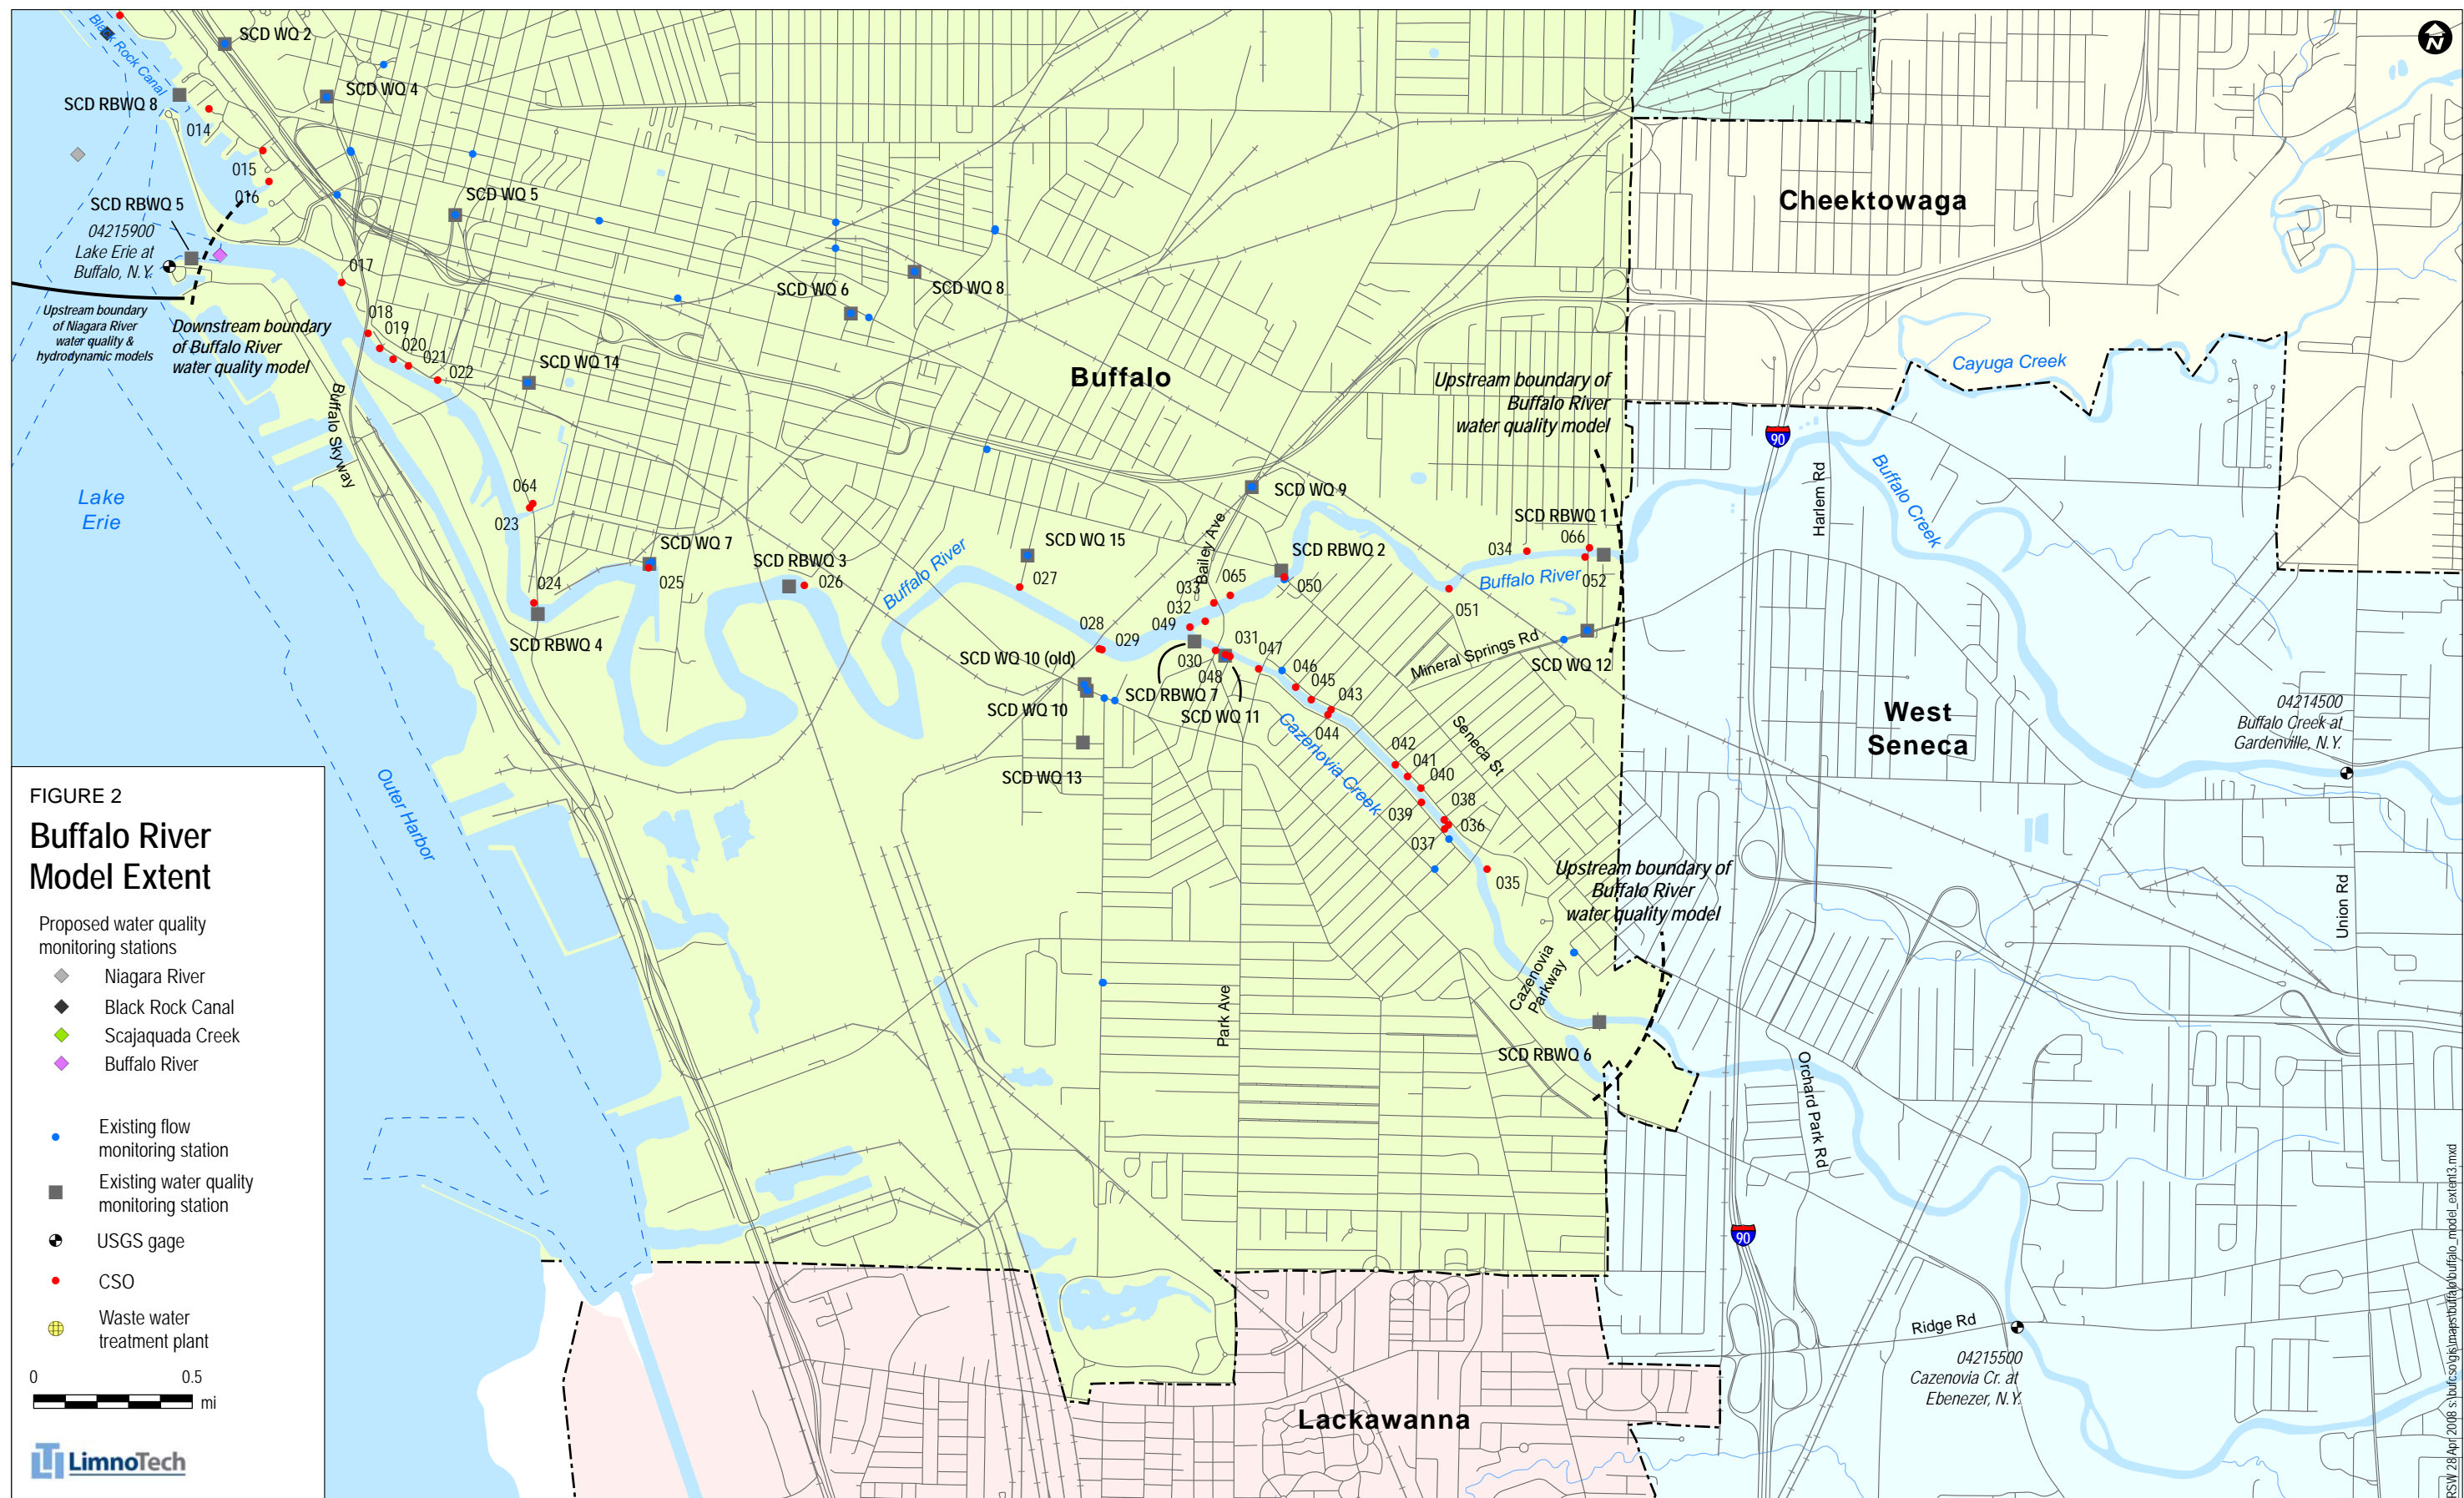 Black Rock Canal
SCD WQ 2
SCD WQ 4
SCD RBWQ 8
014
015
016
SCD RBWQ 5
04215900
Lake Erie at
Buffalo, N.Y.
SCD WQ 5
Cheektowaga
017
SCD WQ 6
SCD WQ 8
Upstream boundary
of Niagara River
water quality &
hydrodynamic models
Downstream boundary
of Buffalo River
water quality model
018
019
020
021
022
SCD WQ 14
Buffalo
Upstream boundary of
Buffalo River
water quality model
Cayuga Creek
90
Buffalo Skyway
Harlem Rd
Buffalo Creek
Lake
Erie
064
023
SCD WQ 9
SCD WQ 7
SCD RBWQ 3
SCD WQ 15
Bailey Ave
SCD RBWQ 2
SCD RBWQ 1
034
066
052
Buffalo River
024
025
026
Buffalo River
027
033
065
050
051
032
049
028
029
SCD RBWQ 4
SCD WQ 10 (old)
030
031
048
047
046
045
043
044
Mineral Springs Rd
SCD WQ 12
SCD RBWQ 7
SCD WQ 10
SCD WQ 11
SCD WQ 13
Cazenovia Creek
Seneca St
042
041
040
039
038
036
037
035
West
Seneca
04214500
Buffalo Creek at
Gardenville, N.Y.
Outer Harbor
Upstream boundary of
Buffalo River
water quality model
Union Rd
Cazenovia
Parkway
Park Ave
SCD RBWQ 6
Orchard Park Rd
90
Ridge Rd
04215500
Cazenovia Cr. at
Ebenezer, N.Y.
Lackawanna
FIGURE 2
Buffalo River
Model Extent
Proposed water quality
monitoring stations
Niagara River
Black Rock Canal
Scajaquada Creek
Buffalo River
Existing flow
monitoring station
Existing water quality
monitoring station
USGS gage
CSO
Waste water
treatment plant
0
0.5
mi
LimnoTech
RSW 28 Apr 2008 s:\bufcso\gis\maps\buffalo\buffalo_model_extent3.mxd
N